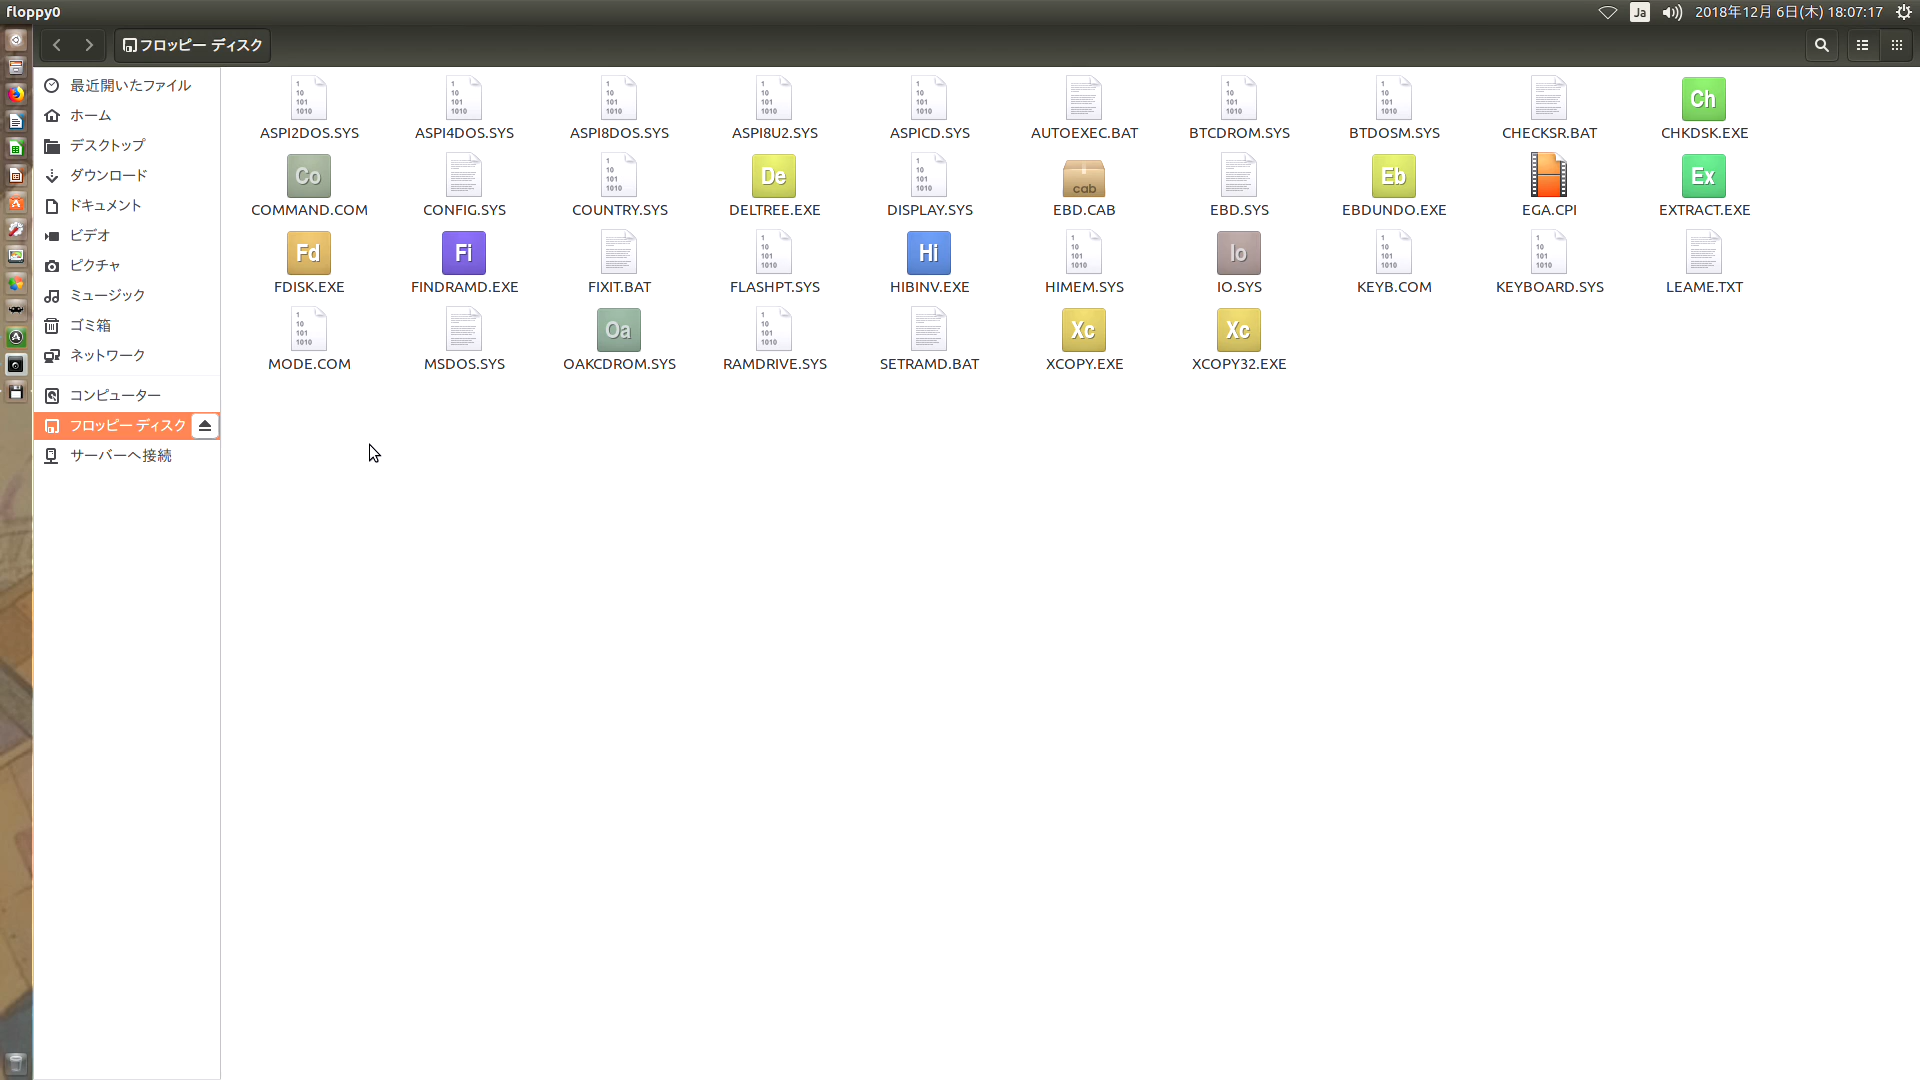 floppy0
Ja
2018年12月 6日(木) 18:07:17
フロッピー ディスク
最近開いたファイル
ホーム
デスクトップ
ダウンロード
ドキュメント
ビデオ
ピクチャ
ミュージック
ゴミ箱
ネットワーク
コンピューター
フロッピー ディスク
サーバーへ接続
ASPI2DOS.SYS ASPI4DOS.SYS ASPI8DOS.SYS ASPI8U2.SYS ASPICD.SYS AUTOEXEC.BAT BTCDROM.SYS BTDOSM.SYS CHECKSR.BAT CHKDSK.EXE
COMMAND.COM CONFIG.SYS COUNTRY.SYS DELTREE.EXE DISPLAY.SYS EBD.CAB EBD.SYS EBDUNDO.EXE EGA.CPI EXTRACT.EXE
FDISK.EXE FINDRAMD.EXE FIXIT.BAT FLASHPT.SYS HIBINV.EXE HIMEM.SYS IO.SYS KEYB.COM KEYBOARD.SYS LEAME.TXT
MODE.COM MSDOS.SYS OAKCDROM.SYS RAMDRIVE.SYS SETRAMD.BAT XCOPY.EXE XCOPY32.EXE